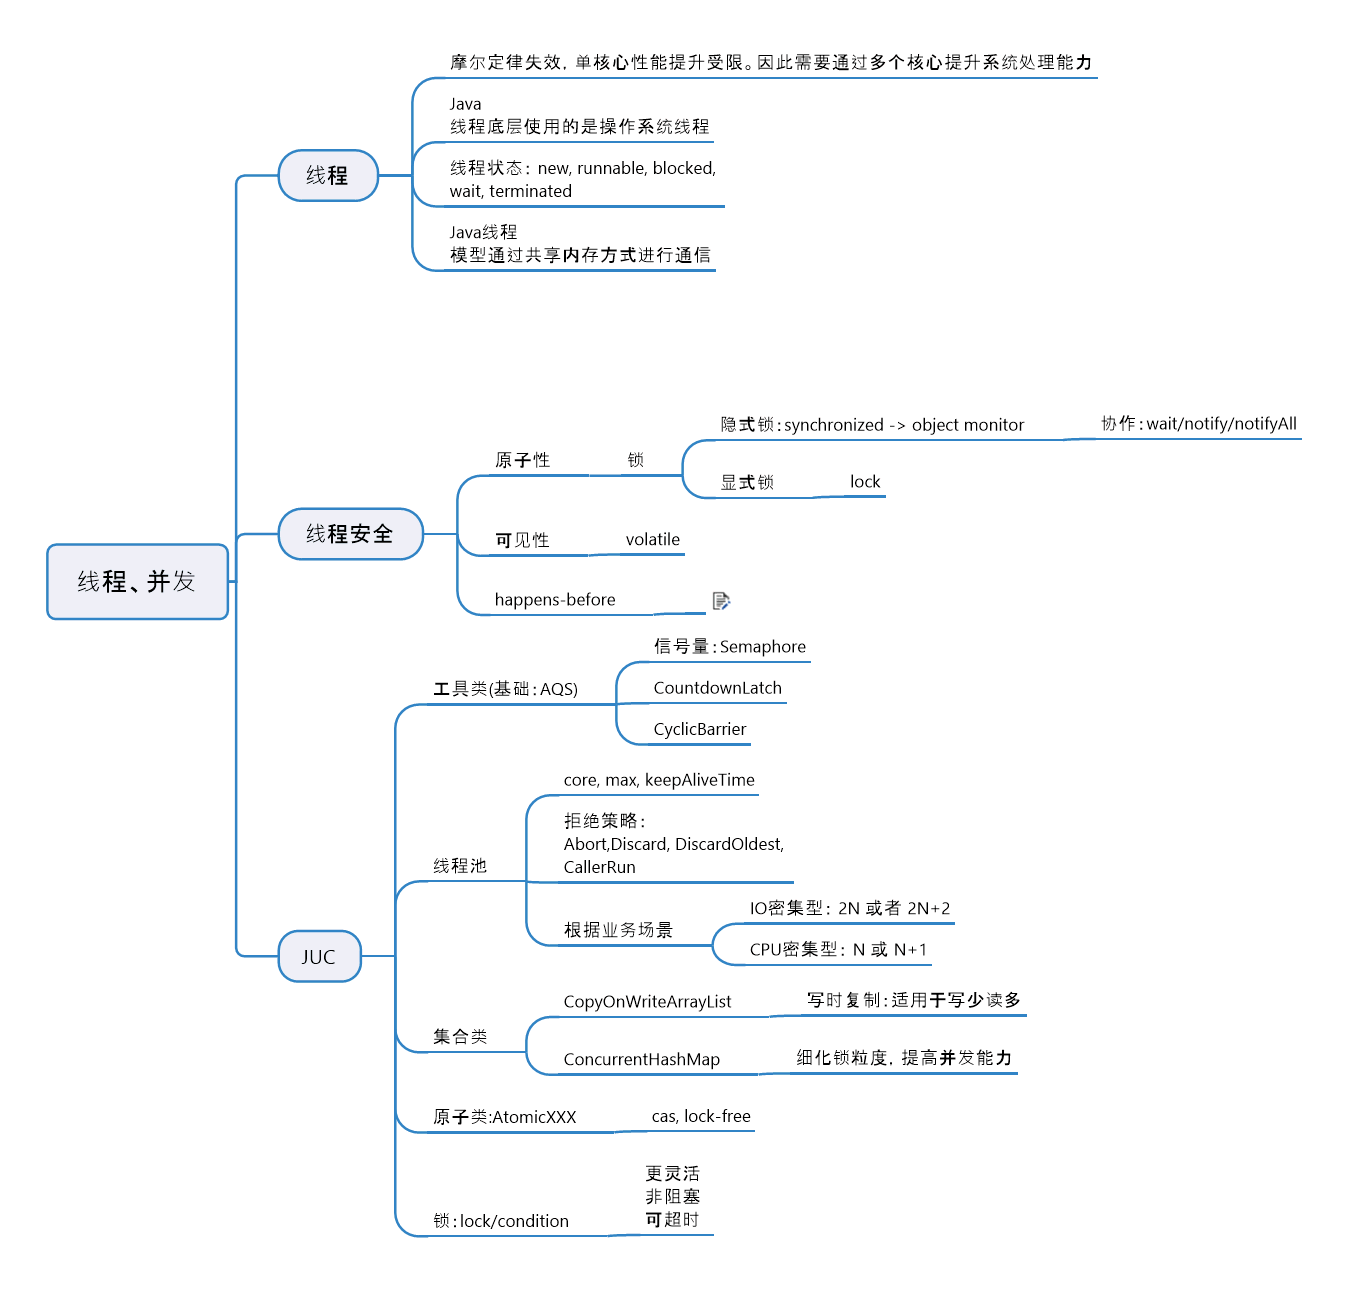 线程、并发
线程
摩尔定律失效，单核心性能提升受限。因此需要通过多个核心提升系统处理能力
Java
线程底层使用的是操作系统线程
线程状态：new, runnable, blocked,
wait, terminated
Java线程
模型通过共享内存方式进行通信
线程安全
原子性
锁
隐式锁：synchronized -> object monitor
协作：wait/notify/notifyAll
显式锁
lock
可见性
volatile
happens-before
JUC
工具类(基础：AQS)
信号量：Semaphore
CountdownLatch
CyclicBarrier
线程池
core, max, keepAliveTime
拒绝策略：
Abort,Discard, DiscardOldest,
CallerRun
根据业务场景
IO密集型：2N 或者 2N+2
CPU密集型：N 或 N+1
集合类
CopyOnWriteArrayList
写时复制：适用于写少读多
ConcurrentHashMap
细化锁粒度，提高并发能力
原子类:AtomicXXX
cas, lock-free
锁：lock/condition
更灵活
非阻塞
可超时